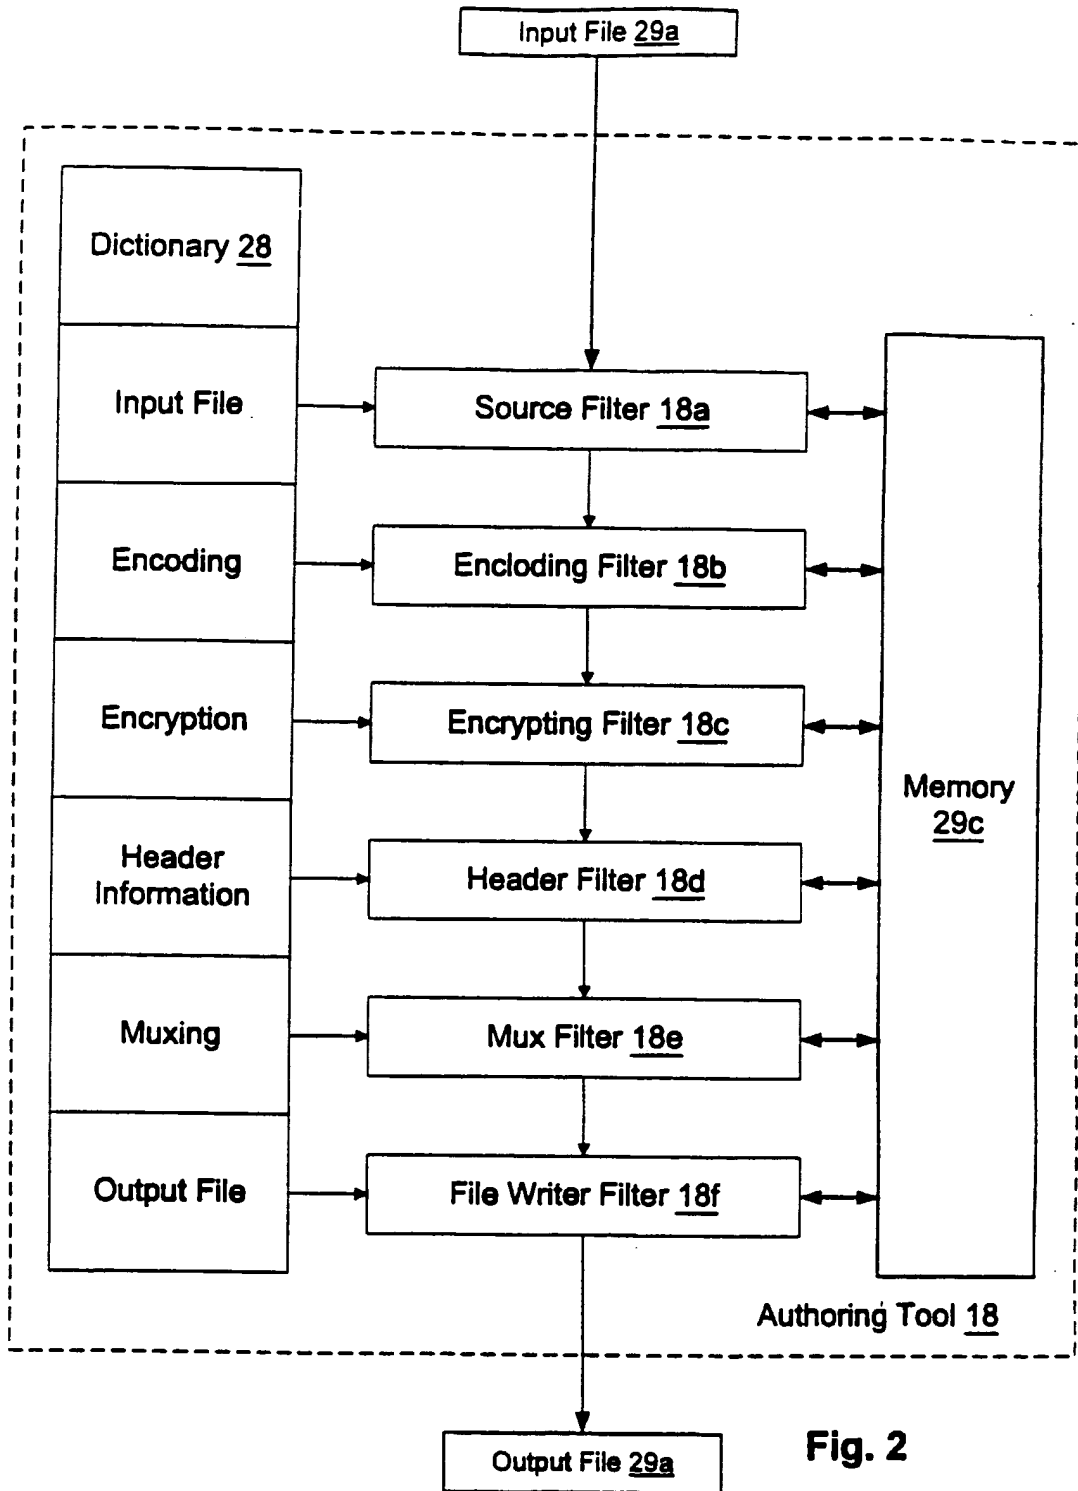 Input File 29a
Dictionary 28
Input File
Source Filter 18a
Encoding
Encloding Filter 18b
Encryption
Encrypting Filter 18c
Memory
29c
Header
Information
Header Filter 18d
Muxing
Mux Filter 18e
Output File
File Writer Filter 18f
Authoring Tool 18
Output File 29a
Fig. 2